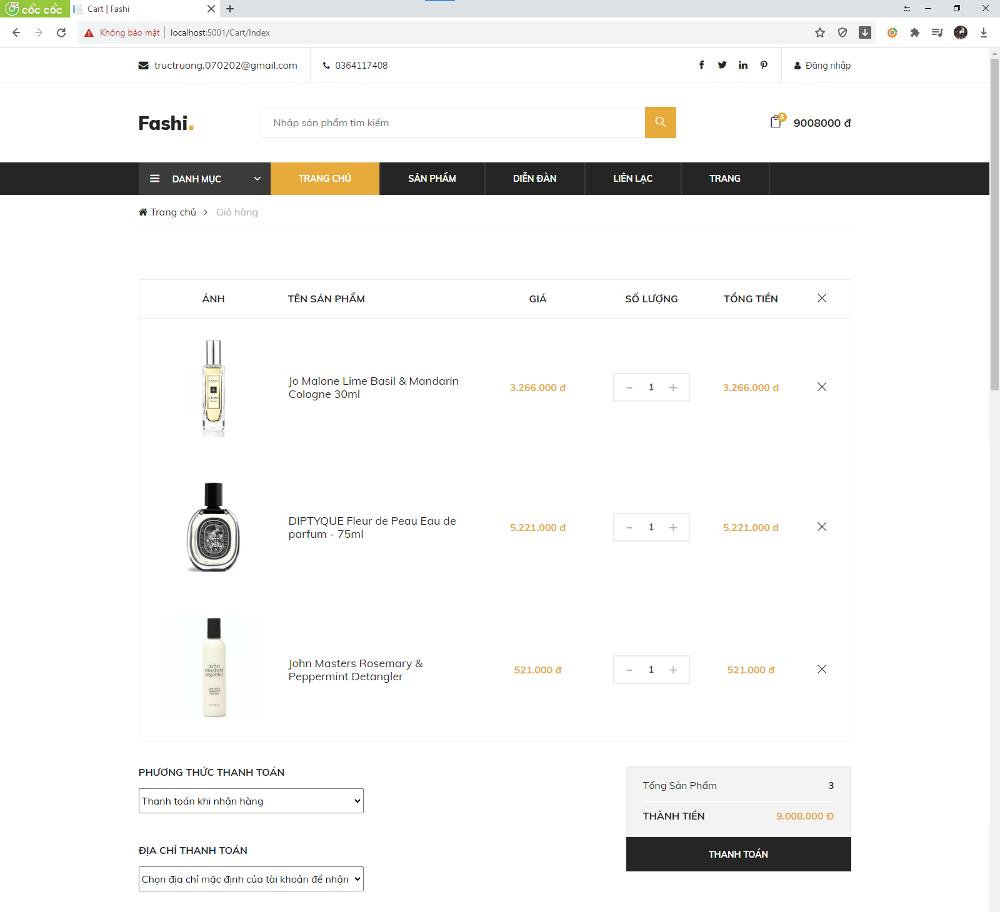 cốc cốc
Cart | Fashi
Không bảo mật
localhost:5001/Cart/Index
tructruong.070202@gmail.com
0364117408
Đăng nhập
Fashi.
Nhập sản phẩm tìm kiếm
3
9008000 đ
DANH MỤC
TRANG CHỦ
SẢN PHẨM
DIỄN ĐÀN
LIÊN LẠC
TRANG
Trang chủ
Giỏ hàng
ẢNH
TÊN SẢN PHẨM
GIÁ
SỐ LƯỢNG
TỔNG TIỀN
Jo Malone Lime Basil & Mandarin
Cologne 30ml
3.266.000 đ
- 1 +
3.266.000 đ
DIPTYQUE Fleur de Peau Eau de
parfum - 75ml
5.221.000 đ
- 1 +
5.221.000 đ
john
masters
organics
John Masters Rosemary &
Peppermint Detangler
521.000 đ
- 1 +
521.000 đ
PHƯƠNG THỨC THANH TOÁN
Thanh toán khi nhận hàng
Tổng Sản Phẩm
3
THÀNH TIỀN
9.008.000 Đ
ĐỊA CHỈ THANH TOÁN
THANH TOÁN
Chọn địa chỉ mặc định của tài khoản để nhận